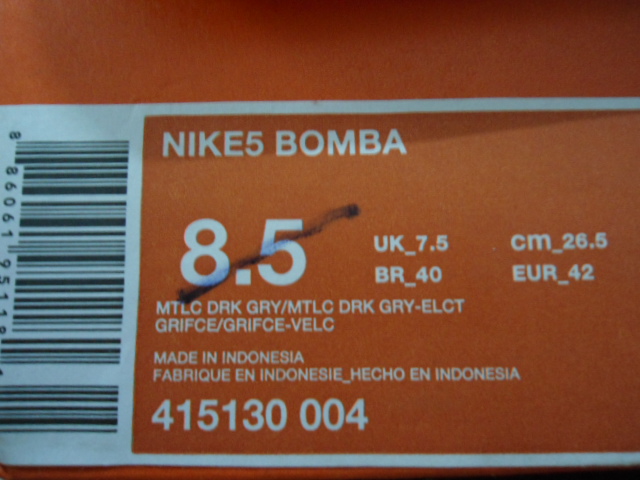 NIKE5 BOMBA
8.5
UK_7.5 cm_26.5
BR_40 EUR_42
MTLC DRK GRY/MTLC DRK GRY-ELCT
GRIFCE/GRIFCE-VELC
MADE IN INDONESIA
FABRIQUE EN INDONESIE_HECHO EN INDONESIA
415130 004